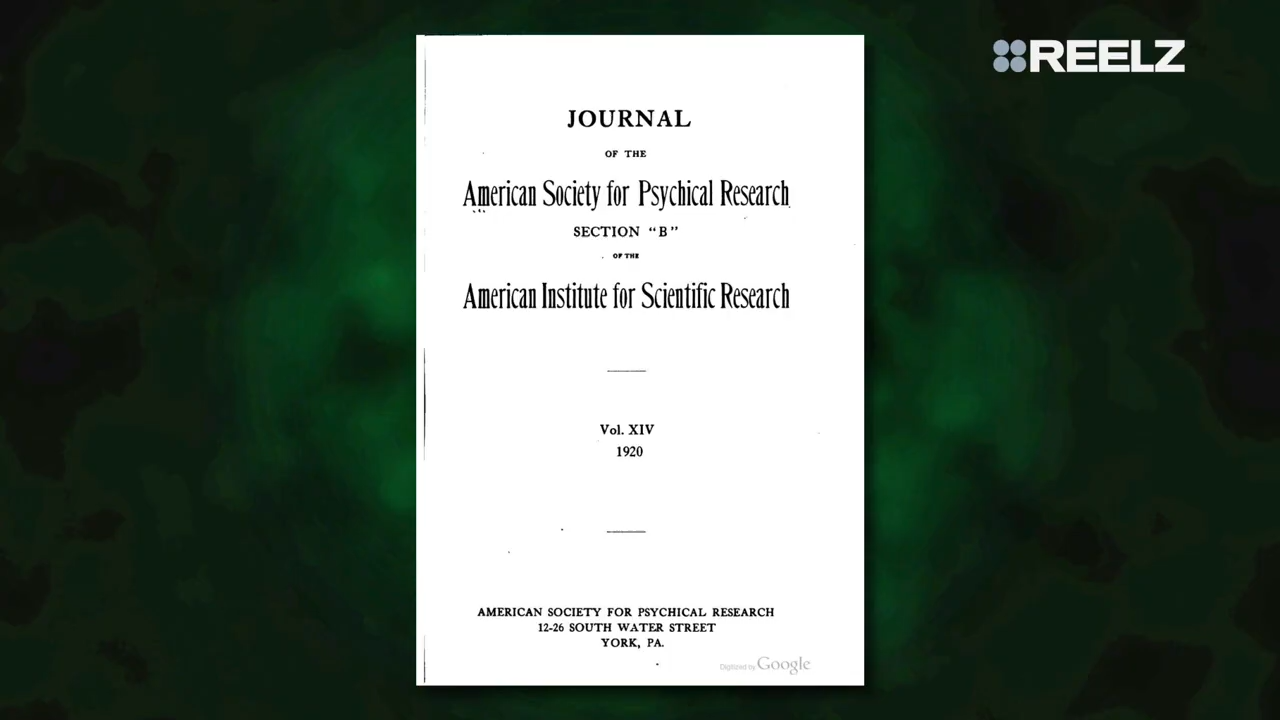 REELZ
JOURNAL
OF THE
American Society for Psychical Research
SECTION "B"
OF THE
American Institute for Scientific Research
Vol. XIV
1920
AMERICAN SOCIETY FOR PSYCHICAL RESEARCH
12-26 SOUTH WATER STREET
YORK, PA.
Digitized by Google